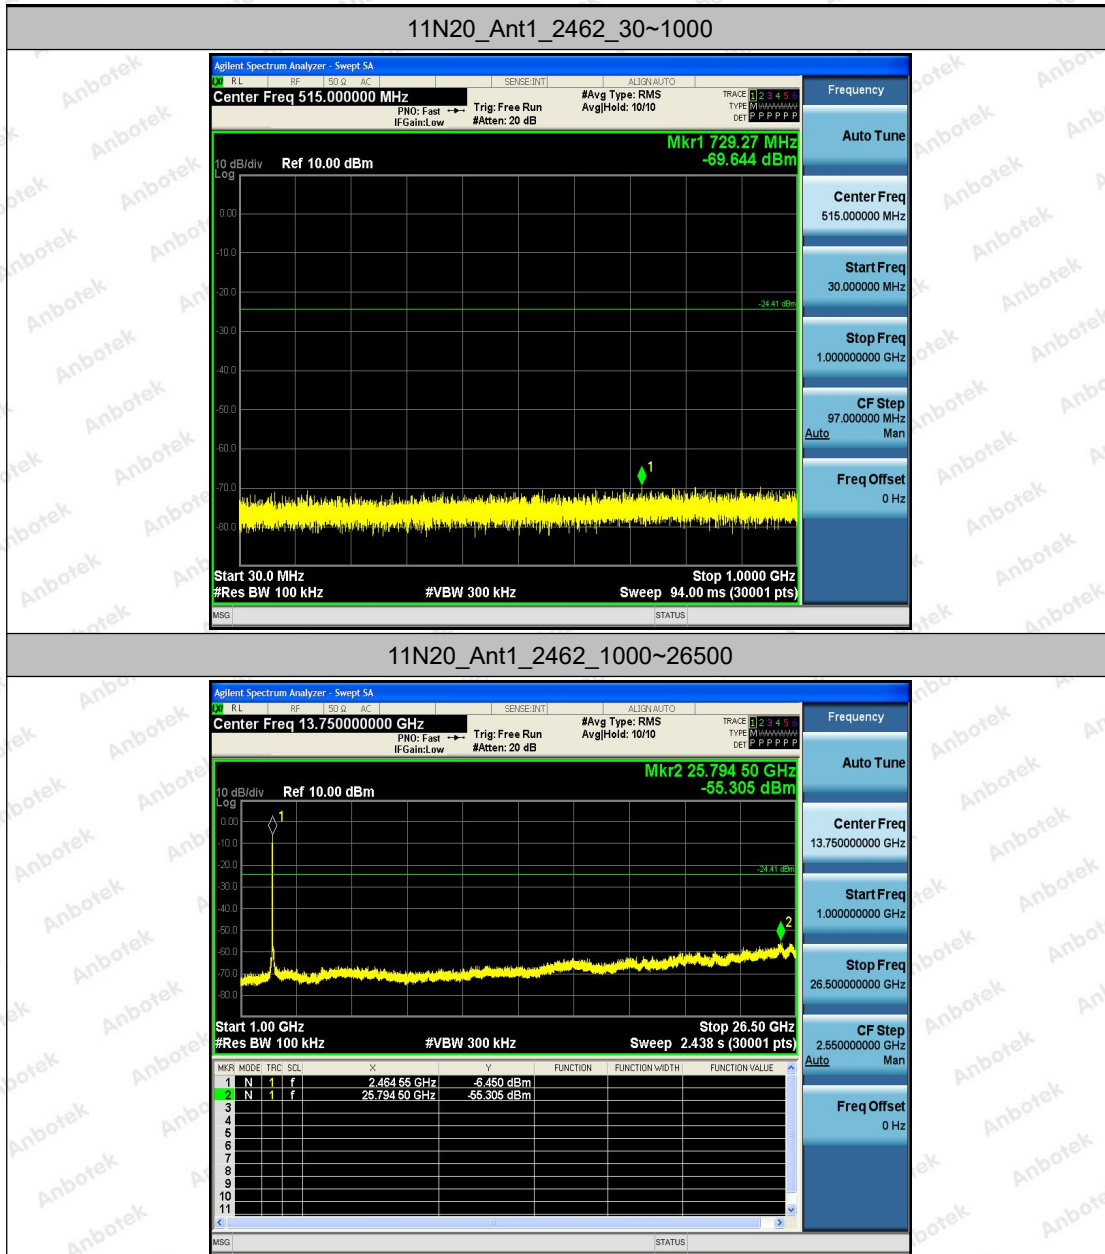 11N20_Ant1_2462_30~1000
Agilent Spectrum Analyzer - Swept SA
RL RF 50 Ω AC SENSE:INT ALIGN AUTO
Center Freq 515.000000 MHz
PNO: Fast
IFGain:Low
Trig: Free Run
#Atten: 20 dB
#Avg Type: RMS
Avg|Hold: 10/10
TRACE 1 2 3 4 5 6
TYPE M
DET P P P P P P
Mkr1 729.27 MHz
-69.644 dBm
10 dB/div
Log
Ref 10.00 dBm
0.00
-10.0
-20.0
-24.41 dBm
-30.0
-40.0
-50.0
-60.0
1
-70.0
-80.0
Start 30.0 MHz
Stop 1.0000 GHz
#Res BW 100 kHz
#VBW 300 kHz
Sweep 94.00 ms (30001 pts)
MSG
STATUS
Frequency
Auto Tune
Center Freq
515.000000 MHz
Start Freq
30.000000 MHz
Stop Freq
1.000000000 GHz
CF Step
97.000000 MHz
Auto Man
Freq Offset
0 Hz
11N20_Ant1_2462_1000~26500
Agilent Spectrum Analyzer - Swept SA
RL RF 50 Ω AC SENSE:INT ALIGN AUTO
Center Freq 13.750000000 GHz
PNO: Fast
IFGain:Low
Trig: Free Run
#Atten: 20 dB
#Avg Type: RMS
Avg|Hold: 10/10
TRACE 1 2 3 4 5 6
TYPE M
DET P P P P P P
Mkr2 25.794 50 GHz
-55.305 dBm
10 dB/div
Log
Ref 10.00 dBm
1
0.00
-10.0
-20.0
-24.41 dBm
-30.0
-40.0
2
-50.0
-60.0
-70.0
-80.0
Start 1.00 GHz
Stop 26.50 GHz
#Res BW 100 kHz
#VBW 300 kHz
Sweep 2.438 s (30001 pts)
MKR MODE TRC SCL X Y FUNCTION FUNCTION WIDTH FUNCTION VALUE
1 N 1 f 2.464 55 GHz -6.450 dBm
2 N 1 f 25.794 50 GHz -55.305 dBm
3
4
5
6
7
8
9
10
11
MSG
STATUS
Frequency
Auto Tune
Center Freq
13.750000000 GHz
Start Freq
1.000000000 GHz
Stop Freq
26.500000000 GHz
CF Step
2.550000000 GHz
Auto Man
Freq Offset
0 Hz
Anbotek